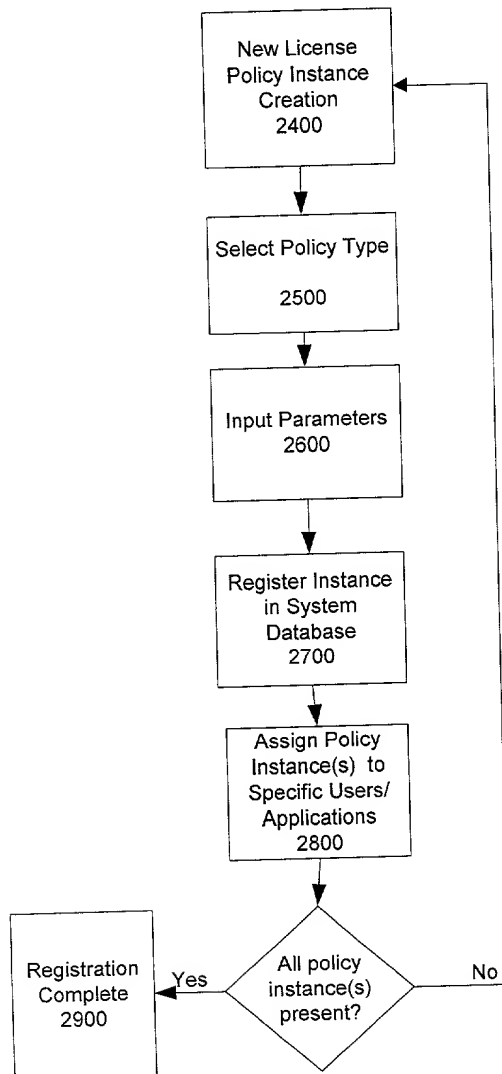 New License
Policy Instance
Creation
2400
Select Policy Type
2500
Input Parameters
2600
Register Instance
in System
Database
2700
Assign Policy
Instance(s) to
Specific Users/
Applications
2800
All policy
instance(s)
present?
Yes
No
Registration
Complete
2900